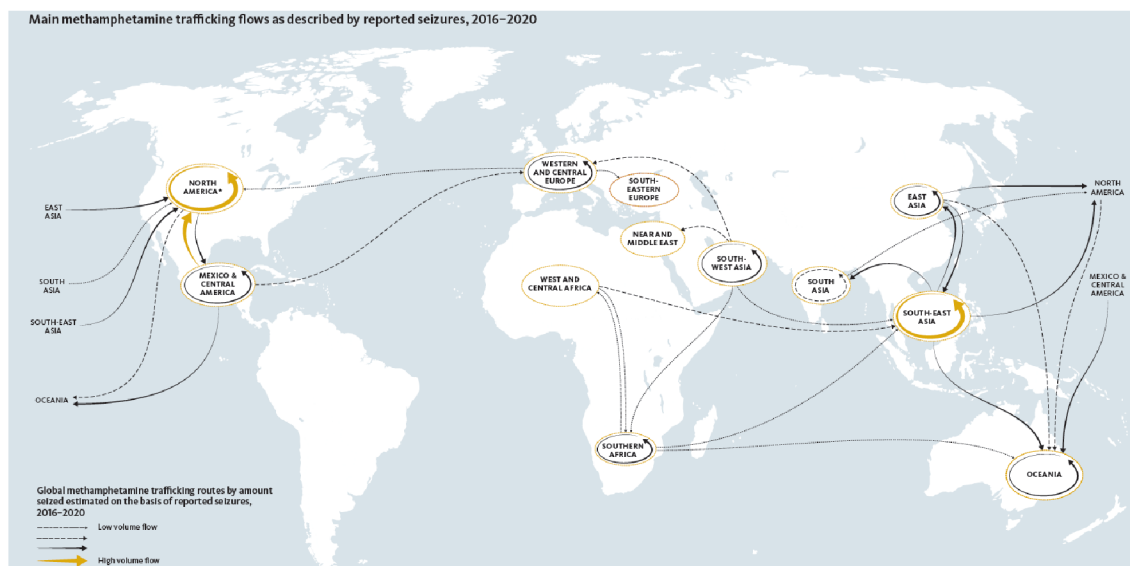 Main methamphetamine trafficking flows as described by reported seizures, 2016–2020
WESTERN
AND CENTRAL
EUROPE
NORTH
AMERICA*
SOUTH-
EASTERN
EUROPE
EAST
ASIA
NORTH
AMERICA
EAST
ASIA
NEAR AND
MIDDLE EAST
SOUTH-
WEST ASIA
MEXICO &
CENTRAL
AMERICA
WEST AND
CENTRAL AFRICA
SOUTH
ASIA
SOUTH
ASIA
MEXICO &
CENTRAL
AMERICA
SOUTH-EAST
ASIA
SOUTH-EAST
ASIA
OCEANIA
SOUTHERN
AFRICA
OCEANIA
Global methamphetamine trafficking routes by amount
seized estimated on the basis of reported seizures,
2016–2020
Low volume flow
High volume flow